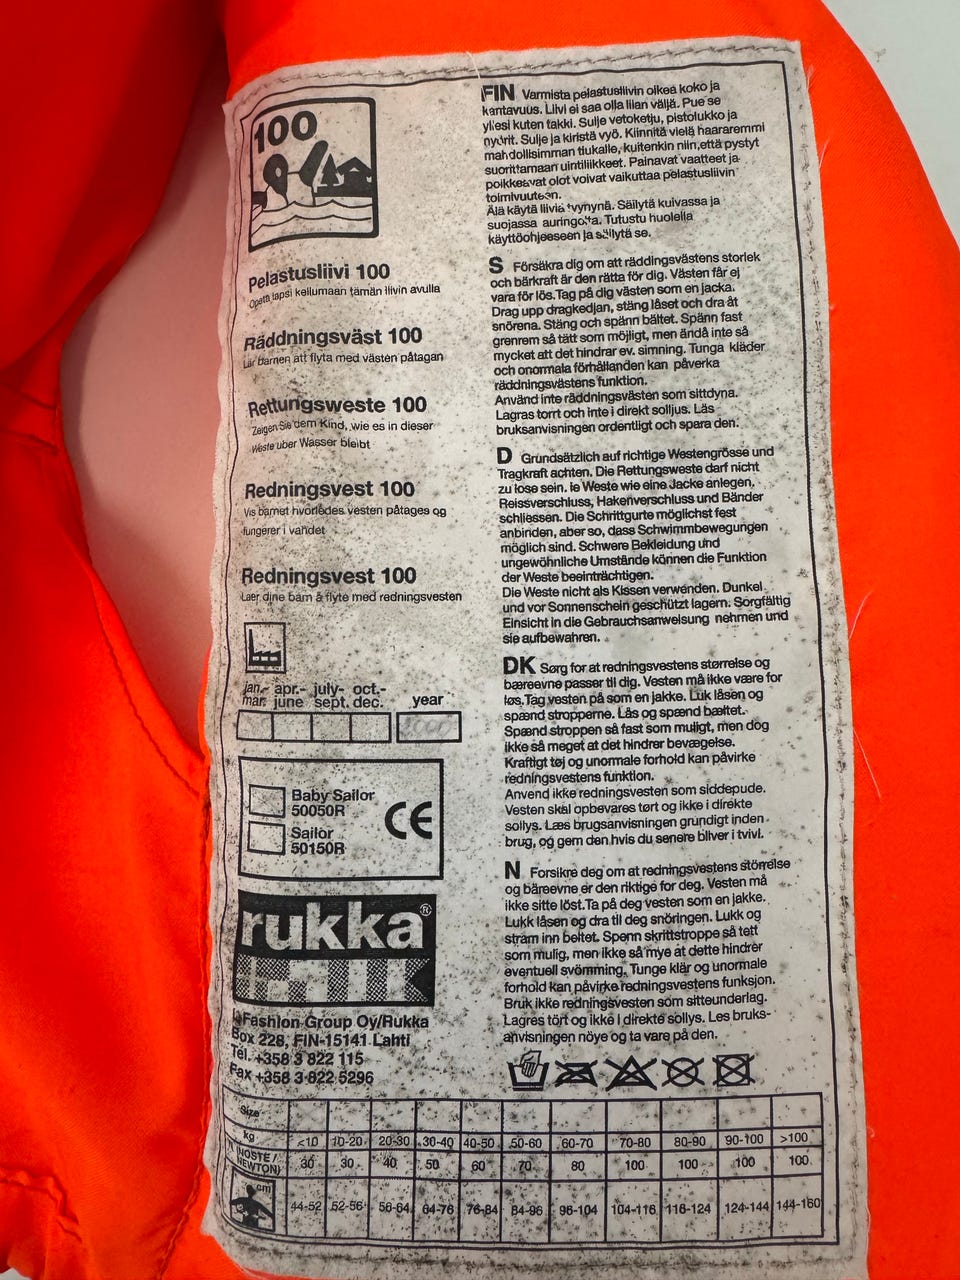 100
Pelastusliivi 100
Opeta lapsi kellumaan tämän liivin avulla
Räddningsväst 100
Lär barnen att flyta med västen påtagan
Rettungsweste 100
Zeigen Sie dem Kind, wie es in dieser
Weste uber Wasser bleibt
Redningsvest 100
Vis barnet hvorledes vesten påtages og
fungerer i vandet
Redningsvest 100
Laer dine barn å flyte med redningsvesten
jan.- apr.- july- oct.-
mar. june sept. dec. year
Baby Sailor
50050R
Sailor
50150R
CE
rukka®
L-Fashion Group Oy/Rukka
Box 228, FIN-15141 Lahti
Tel. +358 3 822 115
Fax +358 3 822 5296
FIN Varmista pelastusliivin oikea koko ja
kantavuus. Liivi ei saa olla liian väljä. Pue se
yllesi kuten takki. Sulje vetoketju, pistolukko ja
nyörit. Sulje ja kiristä vyö. Kiinnitä vielä haararemmi
mahdollisimman tiukalle, kuitenkin niin,että pystyt
suorittamaan uintiliikkeet. Painavat vaatteet ja
poikkeavat olot voivat vaikuttaa pelastusliivin
toimivuuteen.
Älä käytä liiviä tyynynä. Säilytä kuivassa ja
suojassa auringolta. Tutustu huolella
käyttöohjeeseen ja säilytä se.
S Försäkra dig om att räddingsvästens storlek
och bärkraft är den rätta för dig. Västen får ej
vara för lös.Tag på dig västen som en jacka.
Drag upp dragkedjan, stäng låset och dra åt
snörena. Stäng och spänn bältet. Spänn fast
grenrem så tätt som möjligt, men ändå inte så
mycket att det hindrar ev. simning. Tunga kläder
och onormala förhållanden kan påverka
räddningsvästens funktion.
Använd inte räddningsvästen som sittdyna.
Lagras torrt och inte i direkt solljus. Läs
bruksanvisningen ordentligt och spara den.
D Grundsätzlich auf richtige Westengrösse und
Tragkraft achten. Die Rettungsweste darf nicht
zu lose sein. ie Weste wie eine Jacke anlegen.
Reissverschluss, Hakenverschluss und Bänder
schliessen. Die Schrittgurte möglichst fest
anbinden, aber so, dass Schwimmbewegungen
möglich sind. Schwere Bekleidung und
ungewöhnliche Umstände können die Funktion
der Weste beeinträchtigen.
Die Weste nicht als Kissen verwenden. Dunkel
und vor Sonnenschein geschützt lagern. Sorgfältig
Einsicht in die Gebrauchsanweisung nehmen und
sie aufbewahren.
DK Sørg for at redningsvestens størrelse og
bæreevne passer til dig. Vesten må ikke være for
løs.Tag vesten på som en jakke. Luk låsen og
spænd stropperne. Lås og spænd bæltet.
Spænd stroppen så fast som muligt, men dog
ikke så meget at det hindrer bevægelse.
Kraftigt tøj og unormale forhold kan påvirke
redningsvestens funktion.
Anvend ikke redningsvesten som siddepude.
Vesten skal opbevares tørt og ikke i direkte
sollys. Læs brugsanvisningen grundigt inden
brug, og gem den hvis du senere bliver i tvivl.
N Forsikre deg om at redningsvestens störrelse
og bäreevne er den riktige for deg. Vesten må
ikke sitte löst.Ta på deg vesten som en jakke.
Lukk låsen og dra til deg snöringen. Lukk og
stram inn beltet. Spenn skrittstroppe så tett
som mulig, men ikke så mye at dette hindrer
eventuell svömming. Tunge klär og unormale
forhold kan påvirke redningsvestens funksjon.
Bruk ikke redningsvesten som sitteunderlag.
Lagres tört og ikke i direkte sollys. Les bruks-
anvisningen nöye og ta vare på den.
Size
kg <10 10-20 20-30 30-40 40-50 50-60 60-70 70-80 80-90 90-100 >100
(NOSTE / NEWTON) 30 30 40 50 60 70 80 100 100 100 100
cm 44-52 52-56 56-64 64-76 76-84 84-96 96-104 104-116 116-124 124-144 144-160